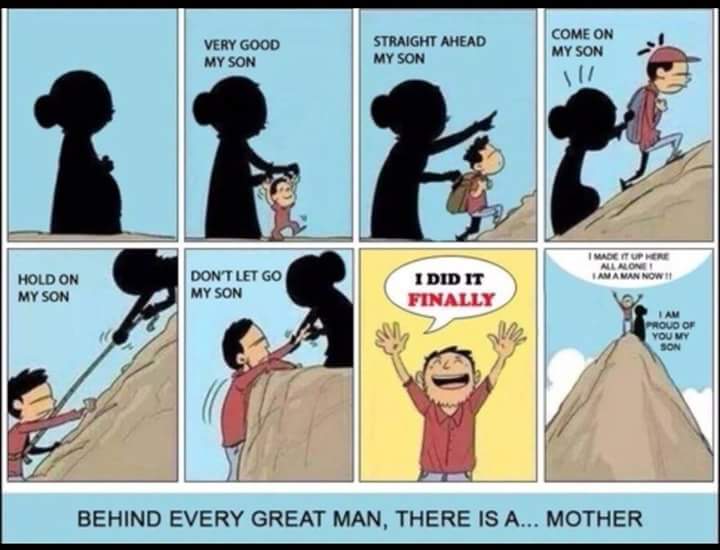 VERY GOOD
MY SON
STRAIGHT AHEAD
MY SON
COME ON
MY SON
HOLD ON
MY SON
DON'T LET GO
MY SON
I DID IT
FINALLY
I MADE IT UP HERE
ALL ALONE !
I AM A MAN NOW !!
I AM
PROUD OF
YOU MY
SON
BEHIND EVERY GREAT MAN, THERE IS A... MOTHER